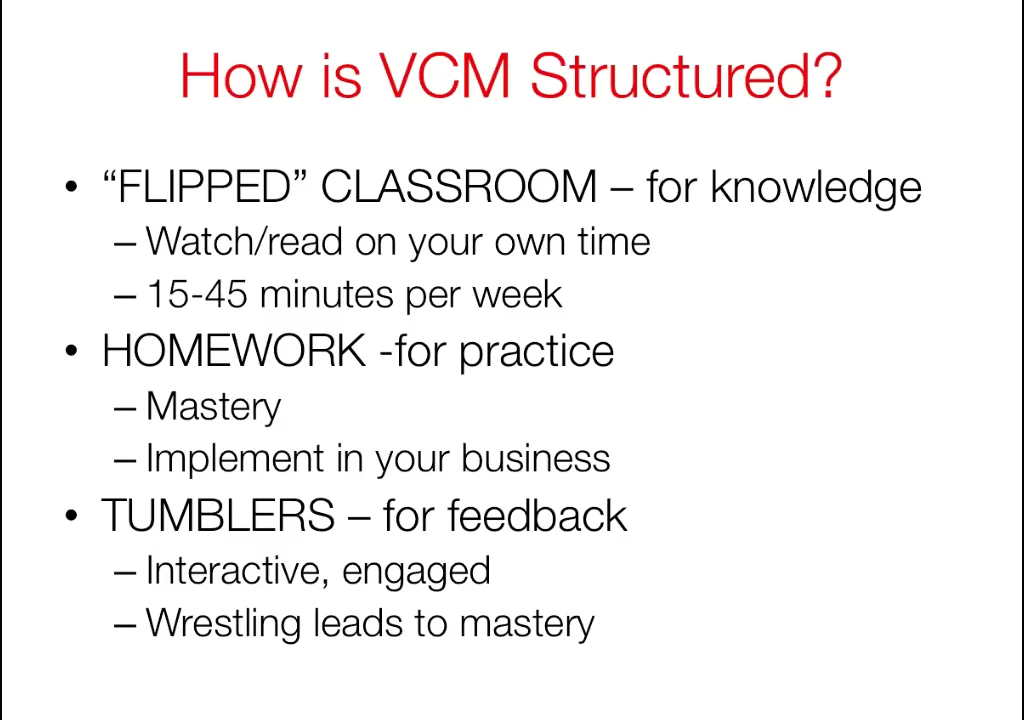 How is VCM Structured?
• “FLIPPED” CLASSROOM – for knowledge
– Watch/read on your own time
– 15-45 minutes per week
• HOMEWORK -for practice
– Mastery
– Implement in your business
• TUMBLERS – for feedback
– Interactive, engaged
– Wrestling leads to mastery